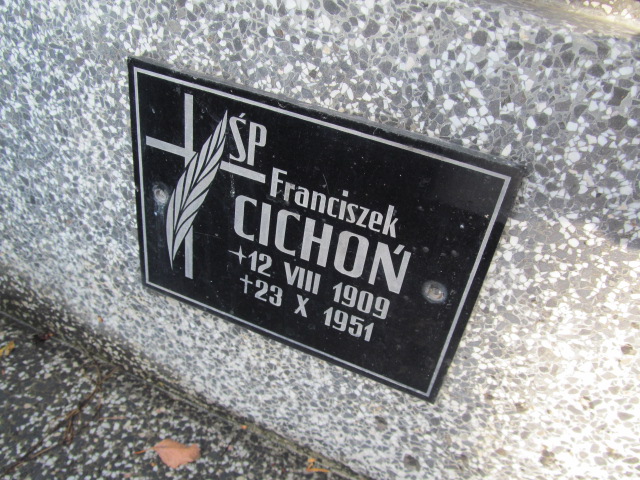 ŚP
Franciszek
CICHOŃ
12 VIII 1909
†23 X 1951